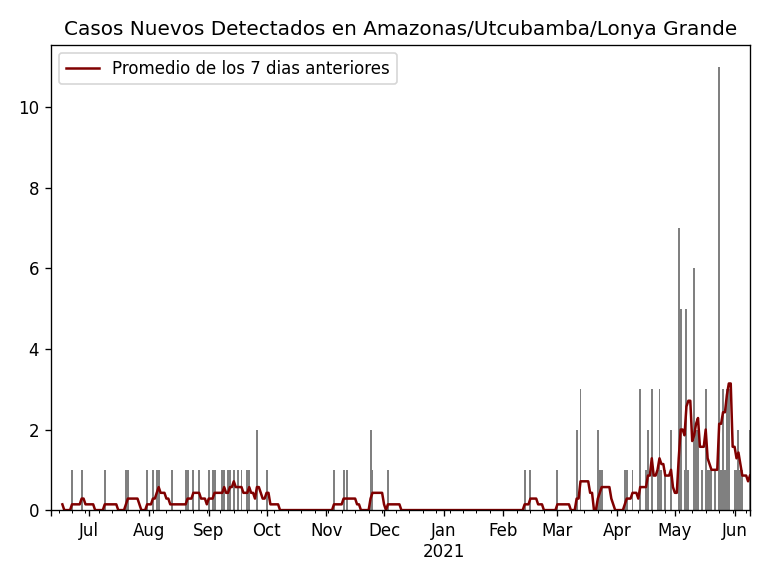 Casos Nuevos Detectados en Amazonas/Utcubamba/Lonya Grande
Promedio de los 7 dias anteriores
10
8
6
4
2
0
Jul Aug Sep Oct Nov Dec Jan Feb Mar Apr May Jun
2021